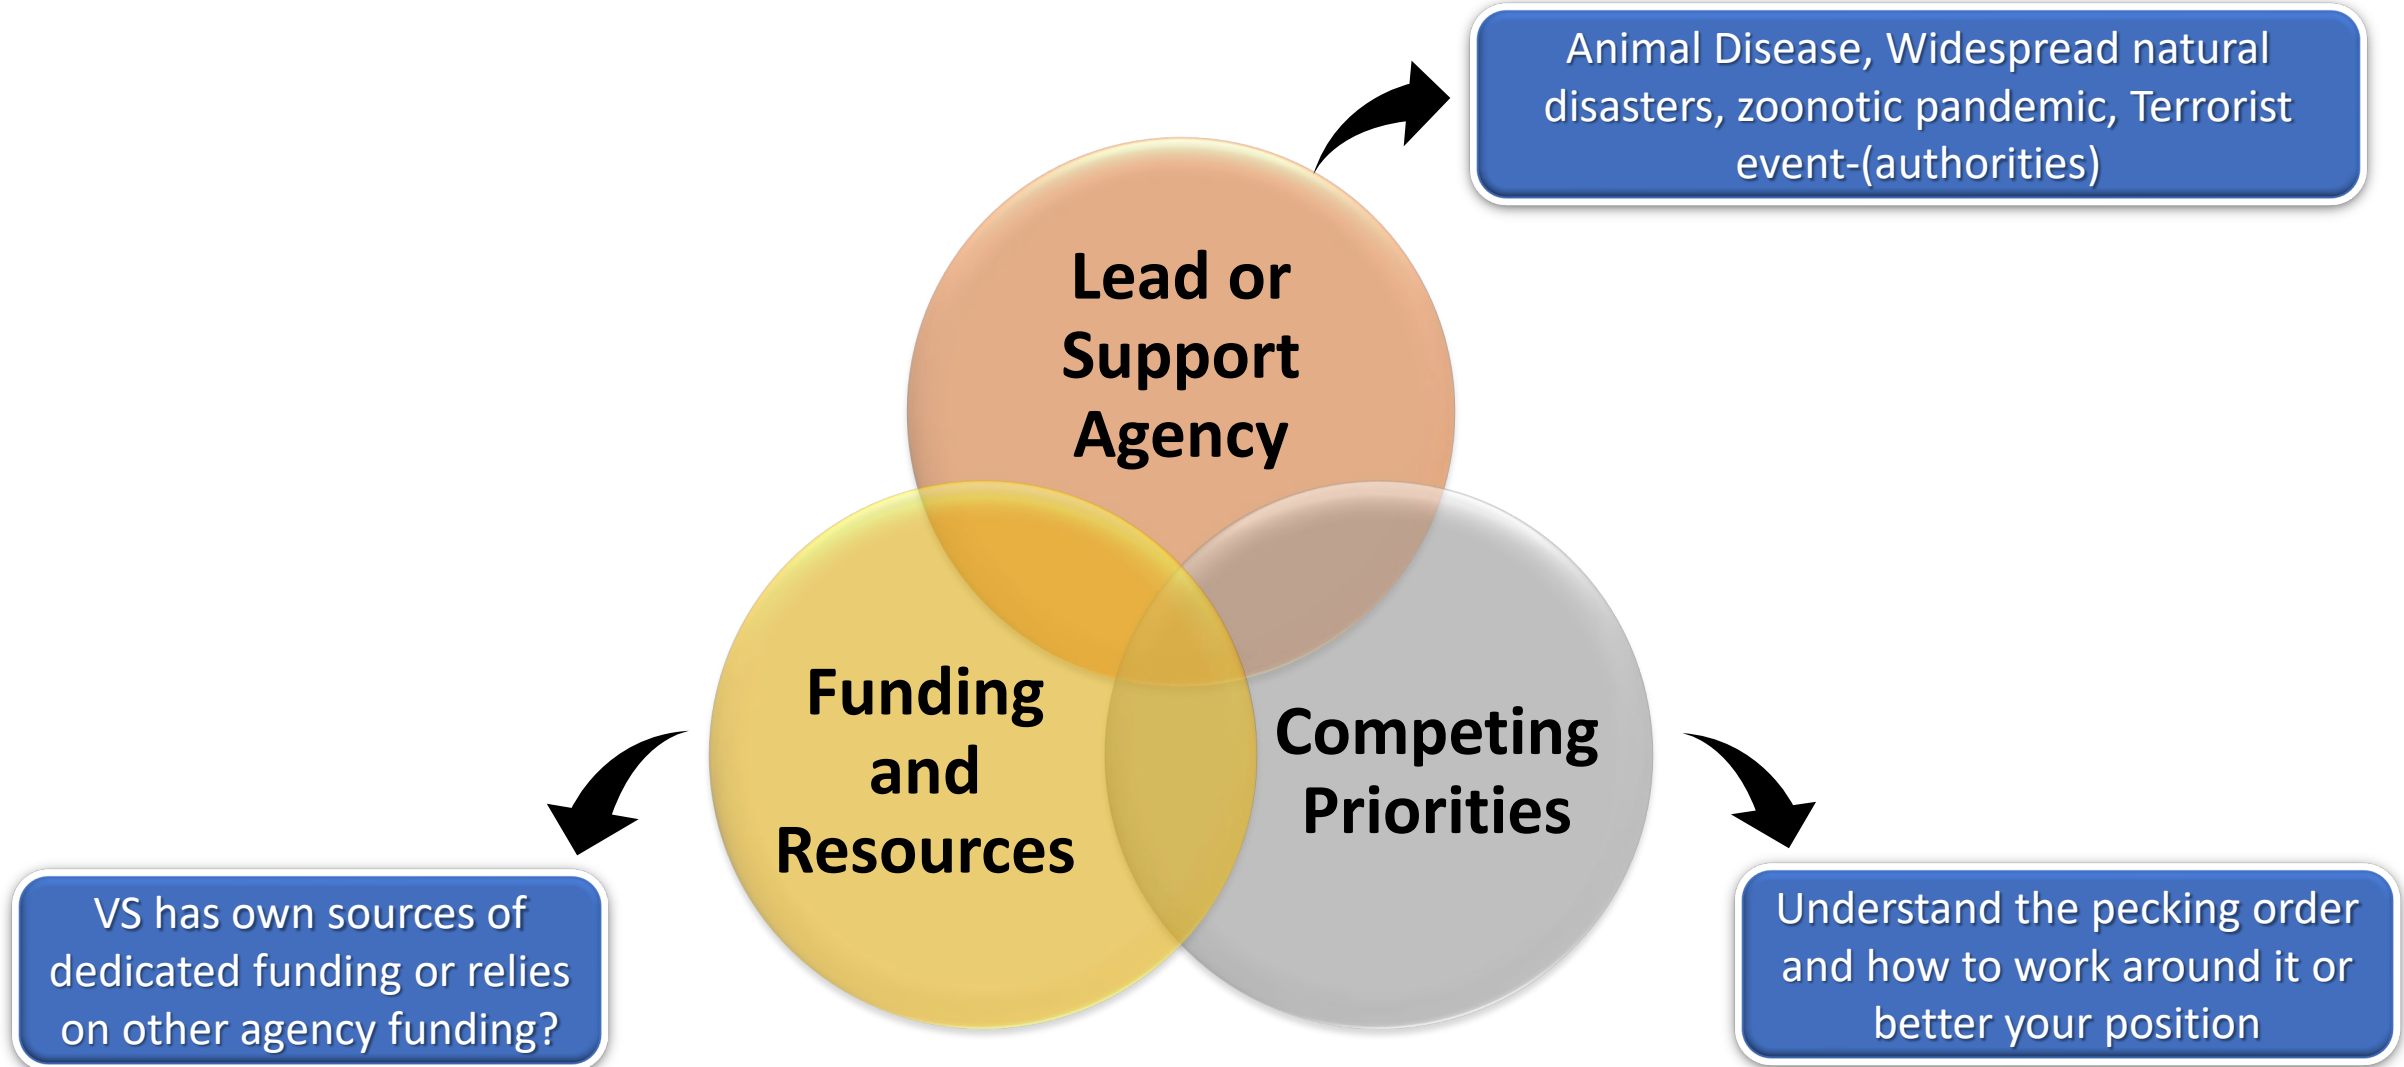 Animal Disease, Widespread natural
disasters, zoonotic pandemic, Terrorist
event-(authorities)
Lead or
Support
Agency
Funding
and
Resources
Competing
Priorities
VS has own sources of
dedicated funding or relies
on other agency funding?
Understand the pecking order
and how to work around it or
better your position